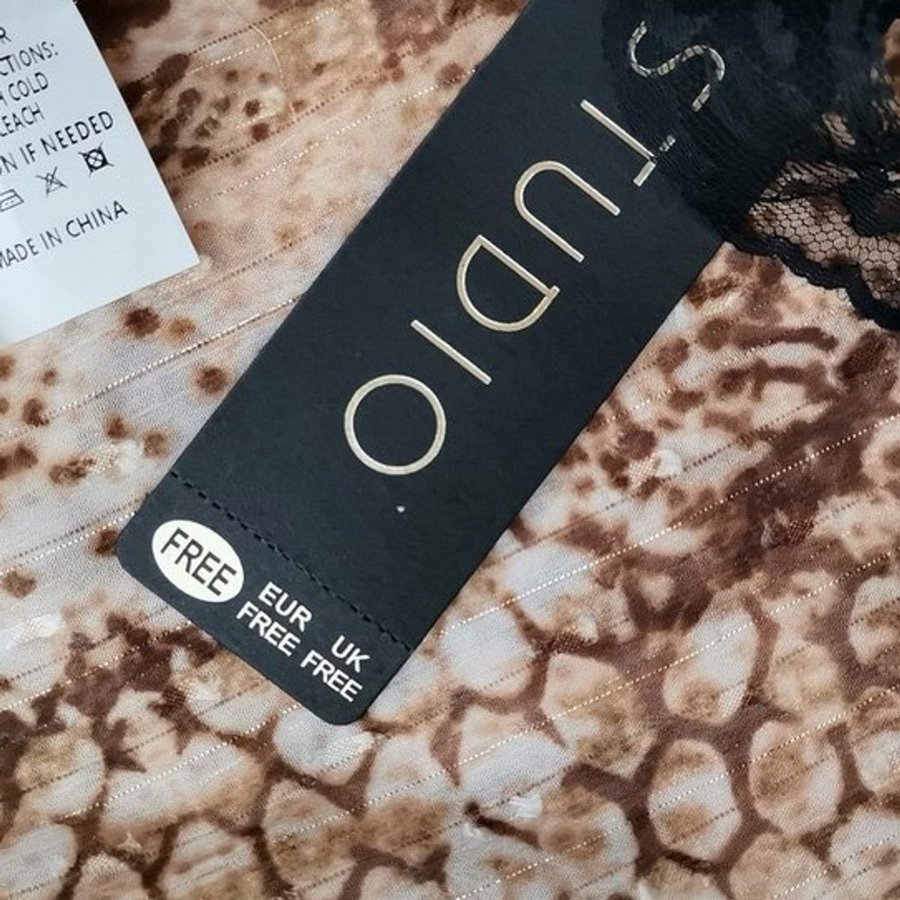 CTIONS:
COLD
LEACH
IF NEEDED
MADE IN CHINA
STUDIO
FREE
EUR UK
FREE FREE